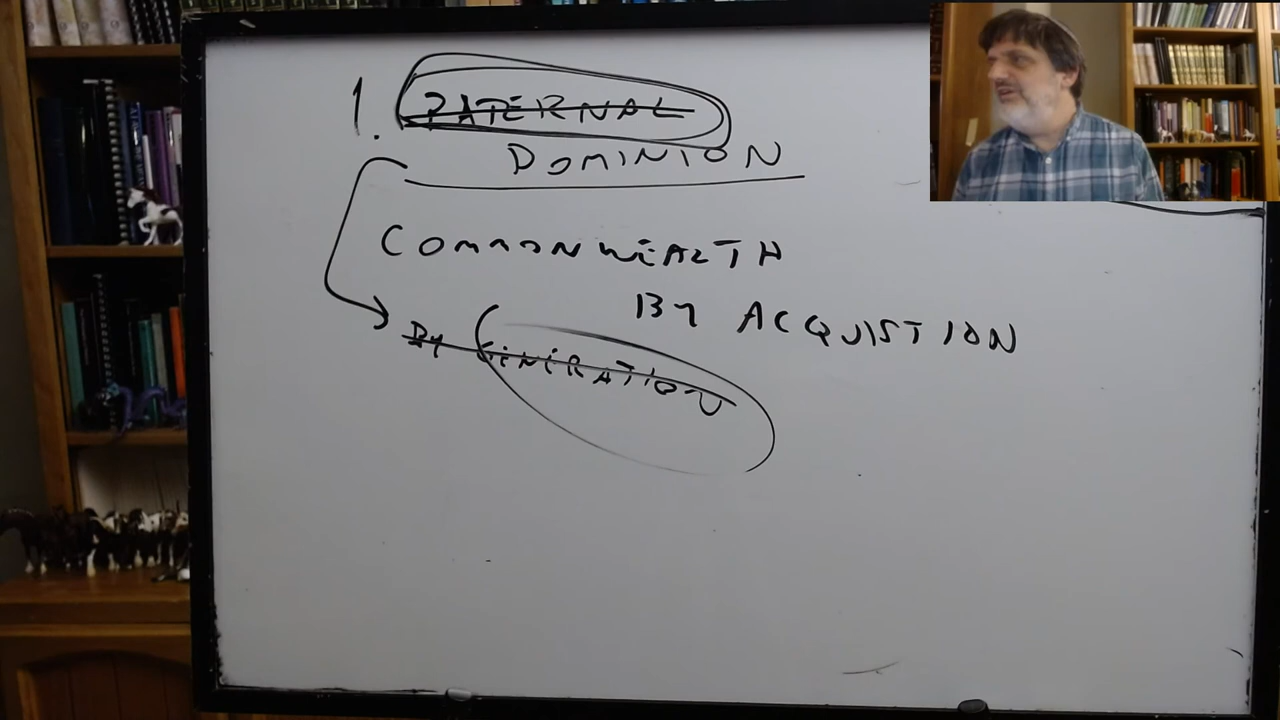 1. PATERNAL
DOMINION
COMMONWEALTH
BY ACQUISTION
BY GENERATION